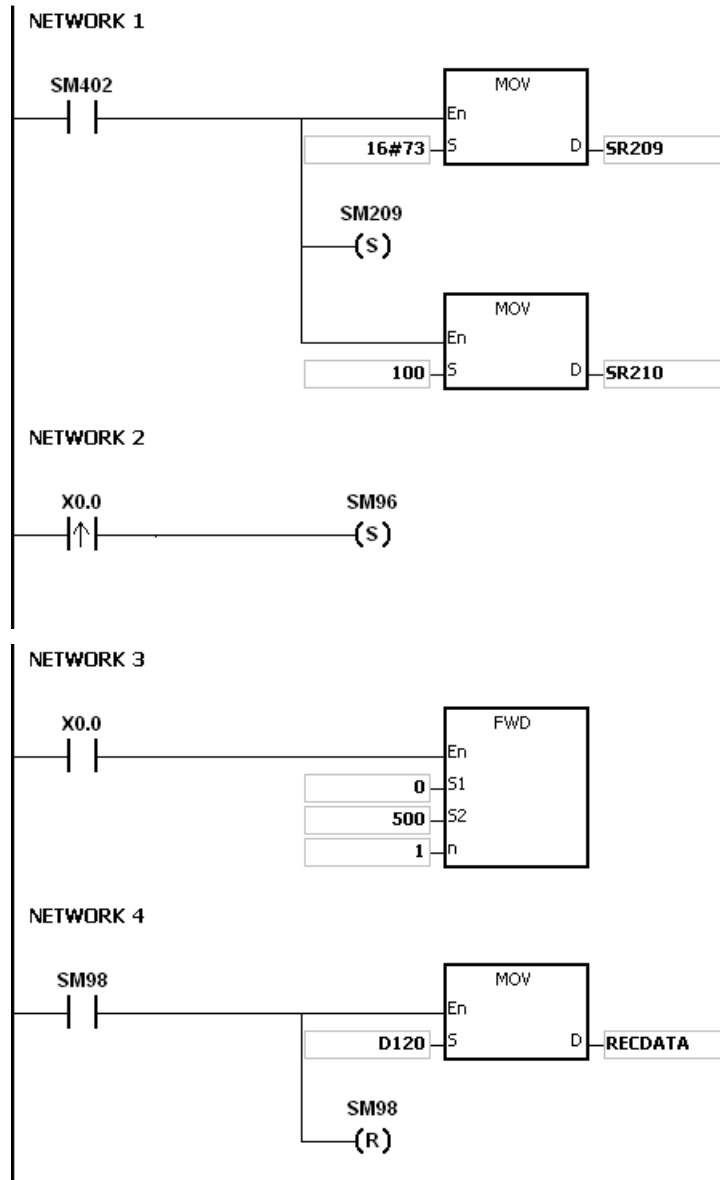 NETWORK 1
SM402
MOV
En
16#73 S D SR209
SM209
S
MOV
En
100 S D SR210
NETWORK 2
X0.0 SM96
S
NETWORK 3
X0.0
FWD
En
0 S1
500 S2
1 n
NETWORK 4
SM98
MOV
En
D120 S D RECDATA
SM98
R